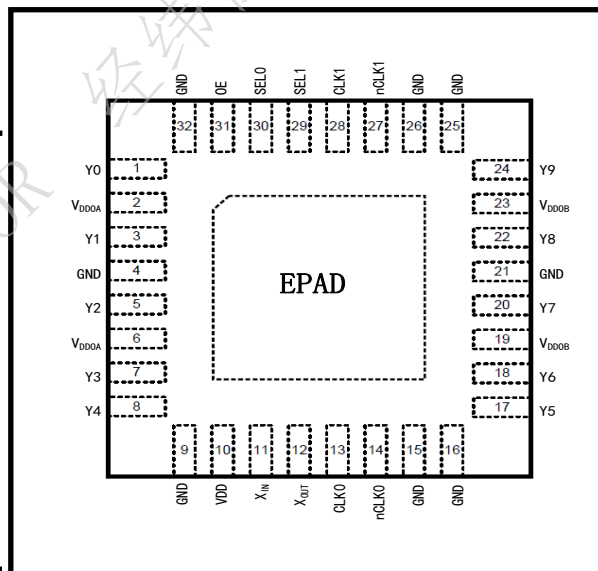 经纬
OR
GND OE SEL0 SEL1 CLK1 nCLK1 GND GND
32 31 30 29 28 27 26 25
Y0 1 24 Y9
VDDOA 2 23 VDDOB
Y1 3 22 Y8
GND 4 21 GND
EPAD
Y2 5 20 Y7
VDDOA 6 19 VDDOB
Y3 7 18 Y6
Y4 8 17 Y5
9 10 11 12 13 14 15 16
GND VDD XIN XOUT CLK0 nCLK0 GND GND